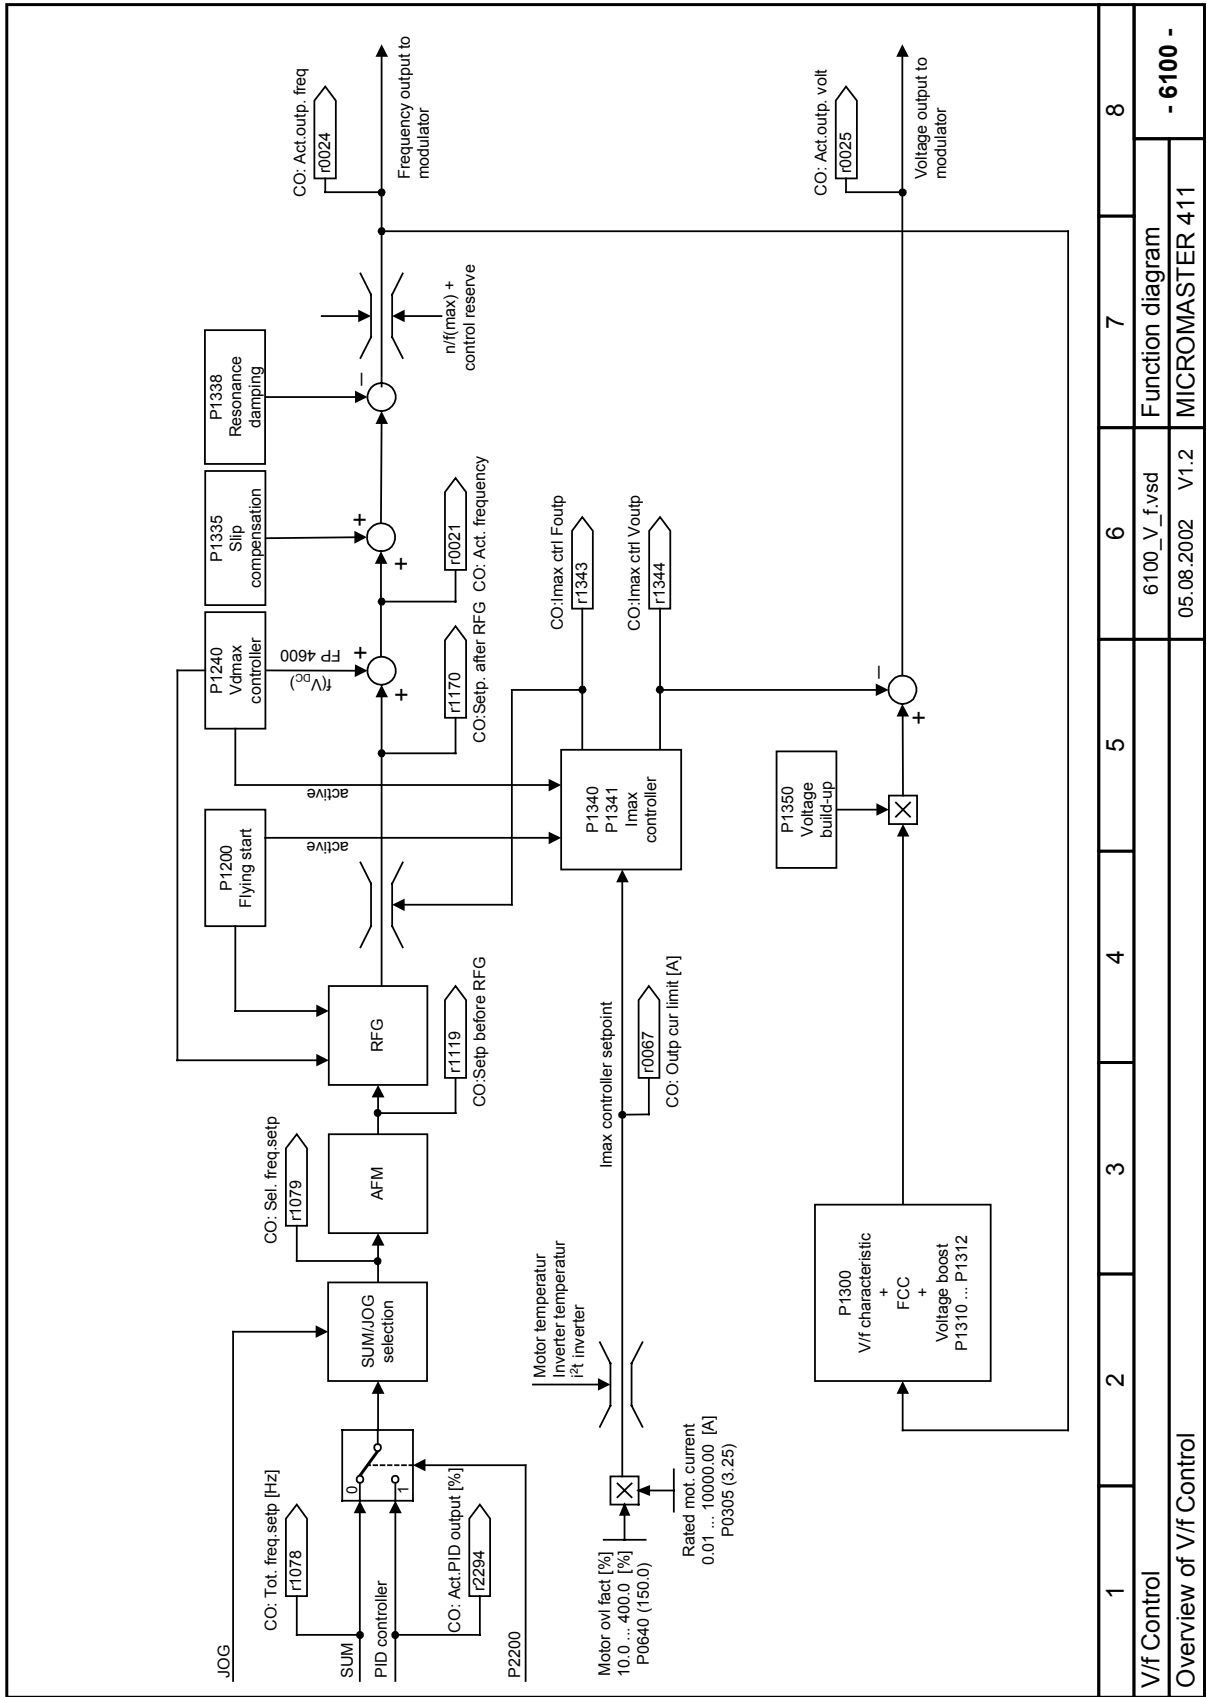 JOG
SUM
PID controller
P2200
CO: Tot. freq.setp [Hz]
r1078
0
1
CO: Act.PID output [%]
r2294
SUM/JOG
selection
CO: Sel. freq.setp
r1079
AFM
r1119
CO:Setp before RFG
RFG
P1200
Flying start
active
P1240
Vdmax
controller
active
f(VDC)
FP 4600
+
+
r1170
CO:Setp. after RFG
P1335
Slip
compensation
+
+
r0021
CO: Act. frequency
P1338
Resonance
damping
–
n/f(max) +
control reserve
CO: Act.outp. freq
r0024
Frequency output to
modulator
Motor ovl fact [%]
10.0 ... 400.0 [%]
P0640 (150.0)
Rated mot. current
0.01 ... 10000.00 [A]
P0305 (3.25)
Motor temperatur
Inverter temperatur
i²t inverter
Imax controller setpoint
r0067
CO: Outp cur limit [A]
P1340
P1341
Imax
controller
CO:Imax ctrl Foutp
r1343
CO:Imax ctrl Voutp
r1344
P1300
V/f characteristic
+
FCC
+
Voltage boost
P1310 ... P1312
P1350
Voltage
build-up
–
+
CO: Act.outp. volt
r0025
Voltage output to
modulator
1 2 3 4 5 6 7 8
V/f Control 6100_V_f.vsd Function diagram - 6100 -
Overview of V/f Control 05.08.2002 V1.2 MICROMASTER 411